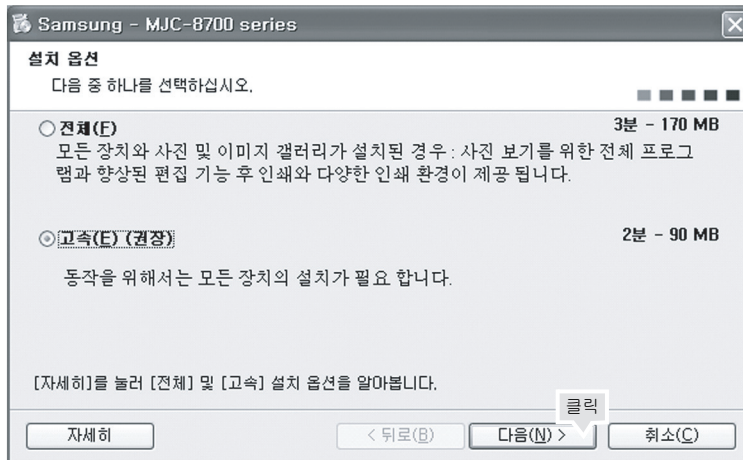 Samsung - MJC-8700 series
설치 옵션
다음 중 하나를 선택하십시오.
전체(F) 3분 - 170 MB
모든 장치와 사진 및 이미지 갤러리가 설치된 경우 : 사진 보기를 위한 전체 프로그
램과 향상된 편집 기능 후 인쇄와 다양한 인쇄 환경이 제공 됩니다.
고속(E) (권장) 2분 - 90 MB
동작을 위해서는 모든 장치의 설치가 필요 합니다.
[자세히]를 눌러 [전체] 및 [고속] 설치 옵션을 알아봅니다.
클릭
자세히 < 뒤로(B) 다음(N) > 취소(C)